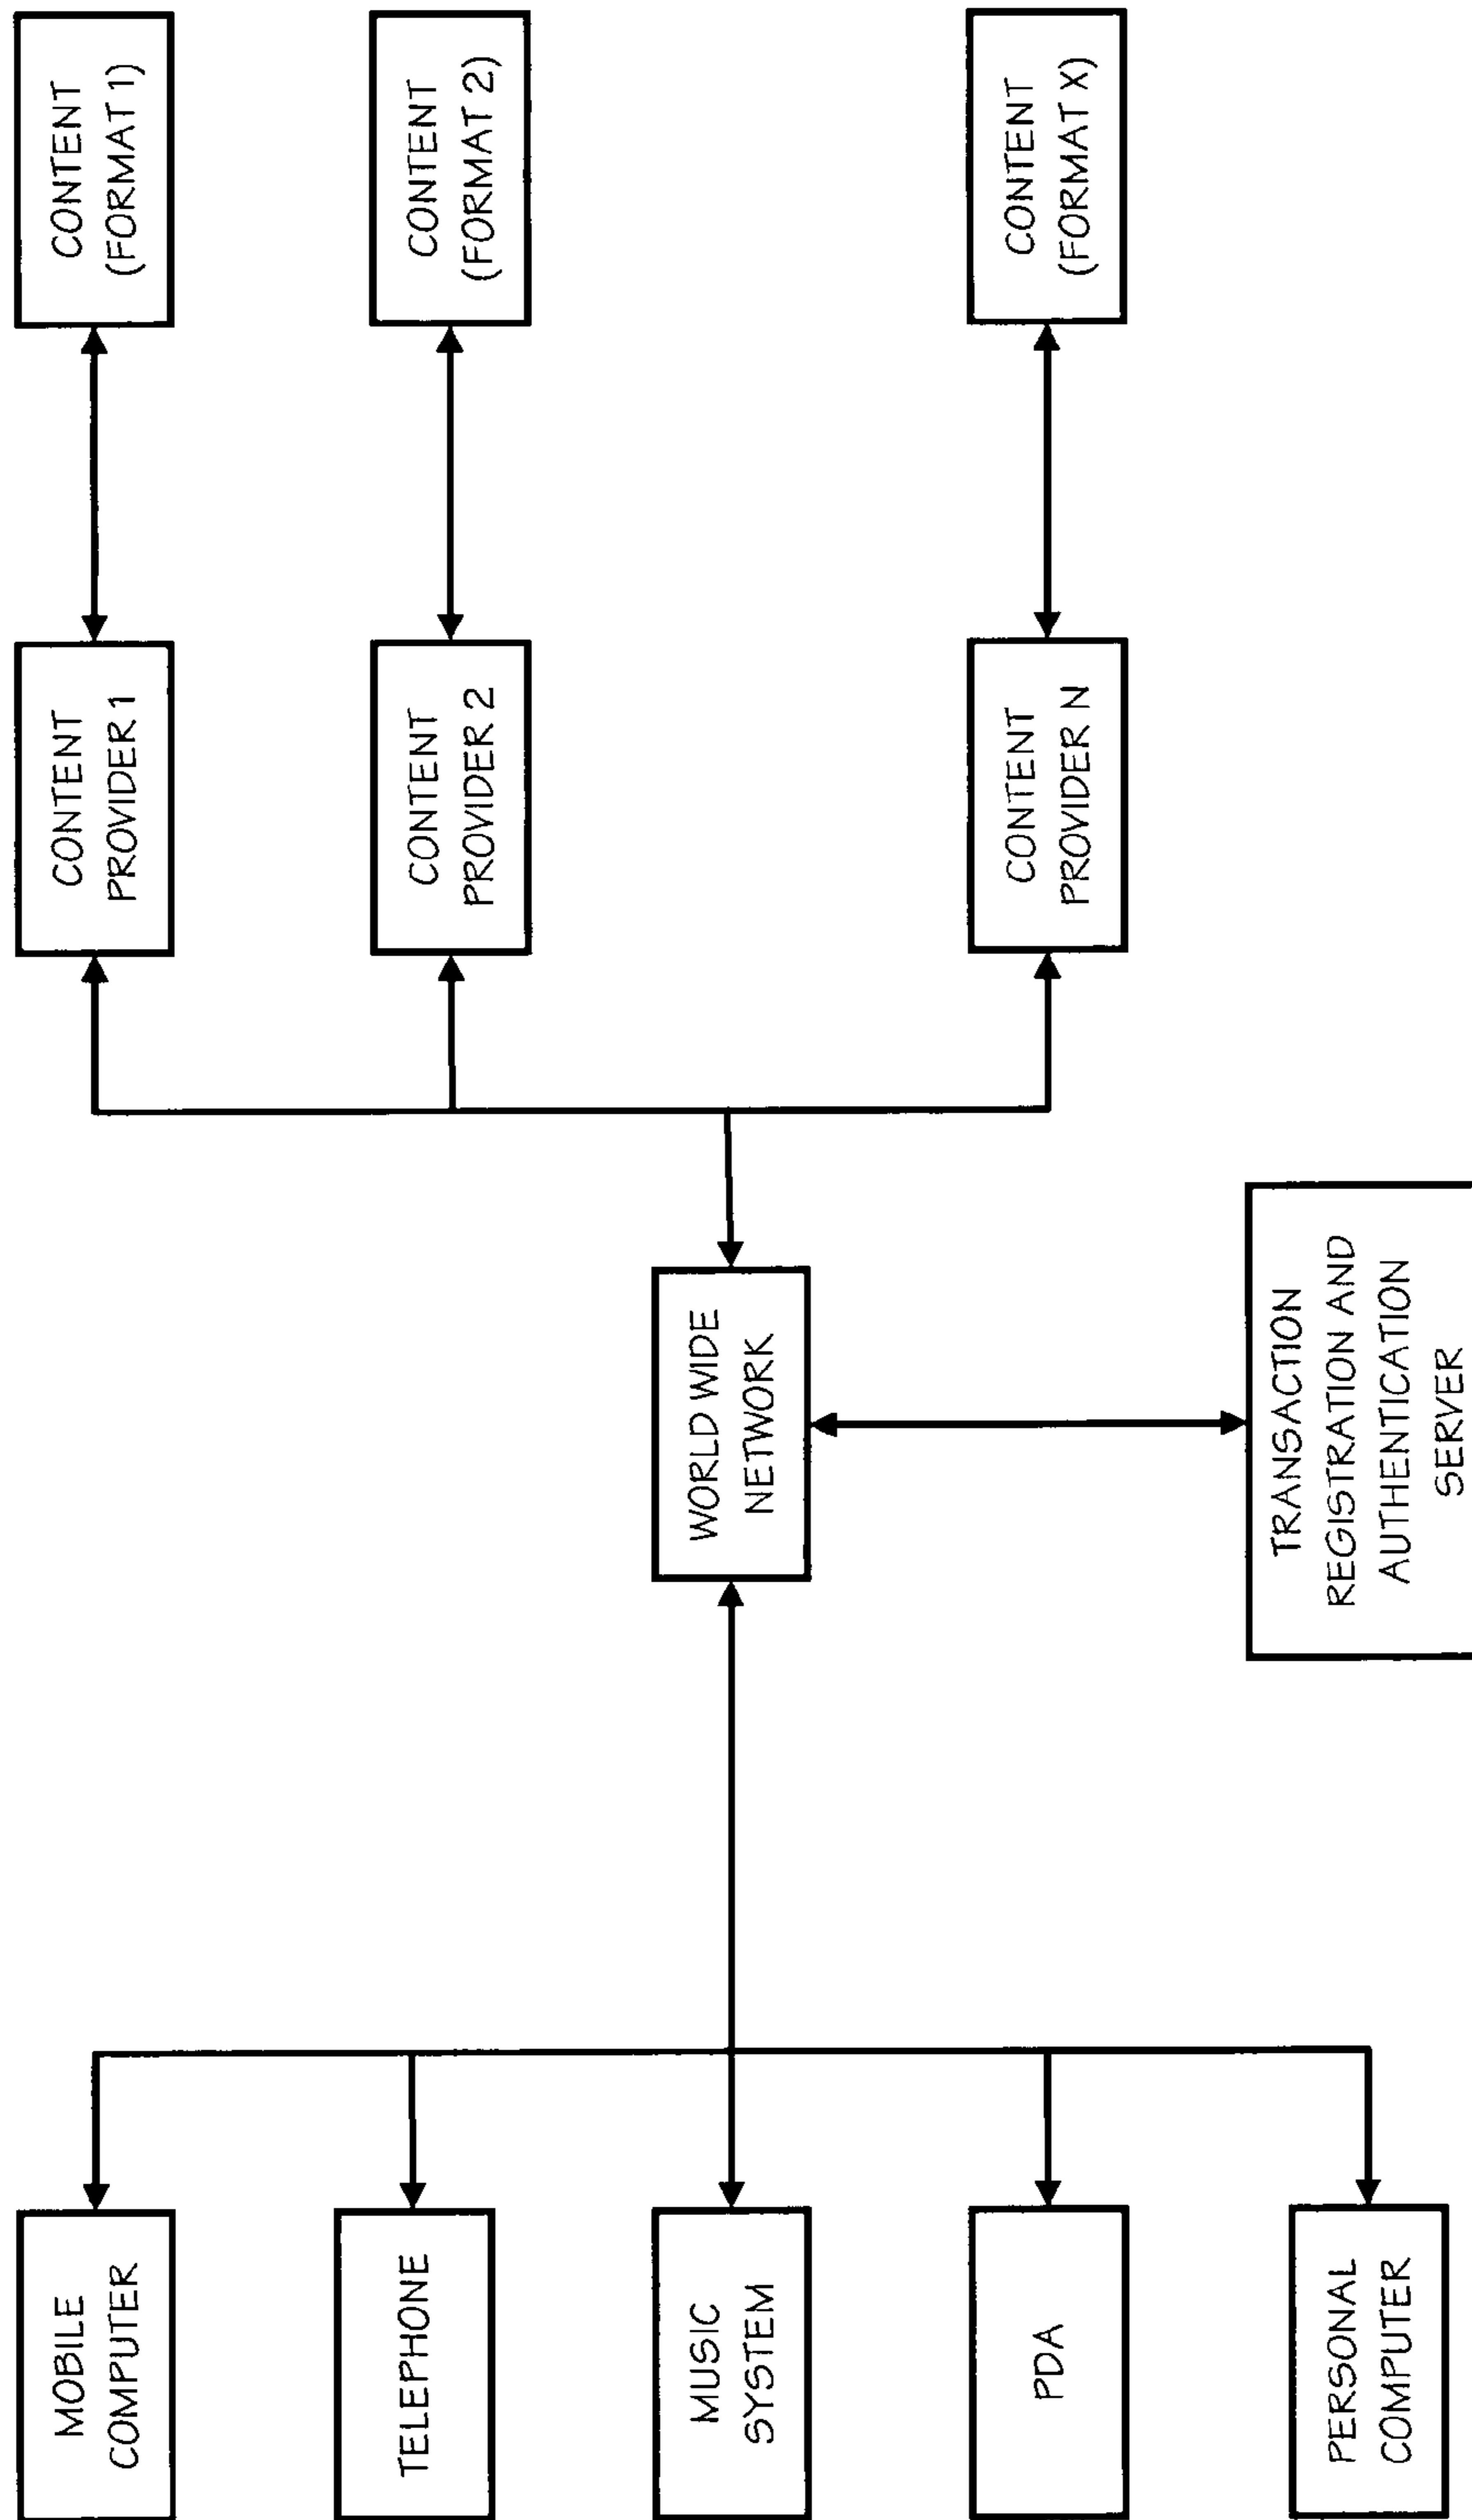 MOBILE
COMPUTER
TELEPHONE
MUSIC
SYSTEM
PDA
PERSONAL
COMPUTER
WORLD WIDE
NETWORK
TRANSACTION
REGISTRATION AND
AUTHENTICATION
SERVER
CONTENT
PROVIDER 1
CONTENT
PROVIDER 2
CONTENT
PROVIDER N
CONTENT
(FORMAT 1)
CONTENT
(FORMAT 2)
CONTENT
(FORMAT X)